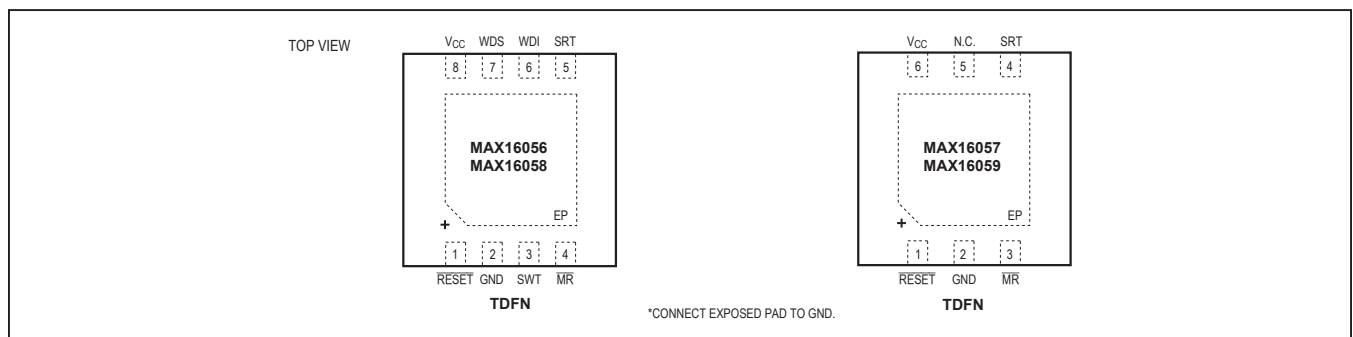 TOP VIEW
VCC WDS WDI SRT
8 7 6 5
MAX16056
MAX16058
EP
+
1 2 3 4
RESET GND SWT MR
TDFN
VCC N.C. SRT
6 5 4
MAX16057
MAX16059
EP
+
1 2 3
RESET GND MR
TDFN
*CONNECT EXPOSED PAD TO GND.